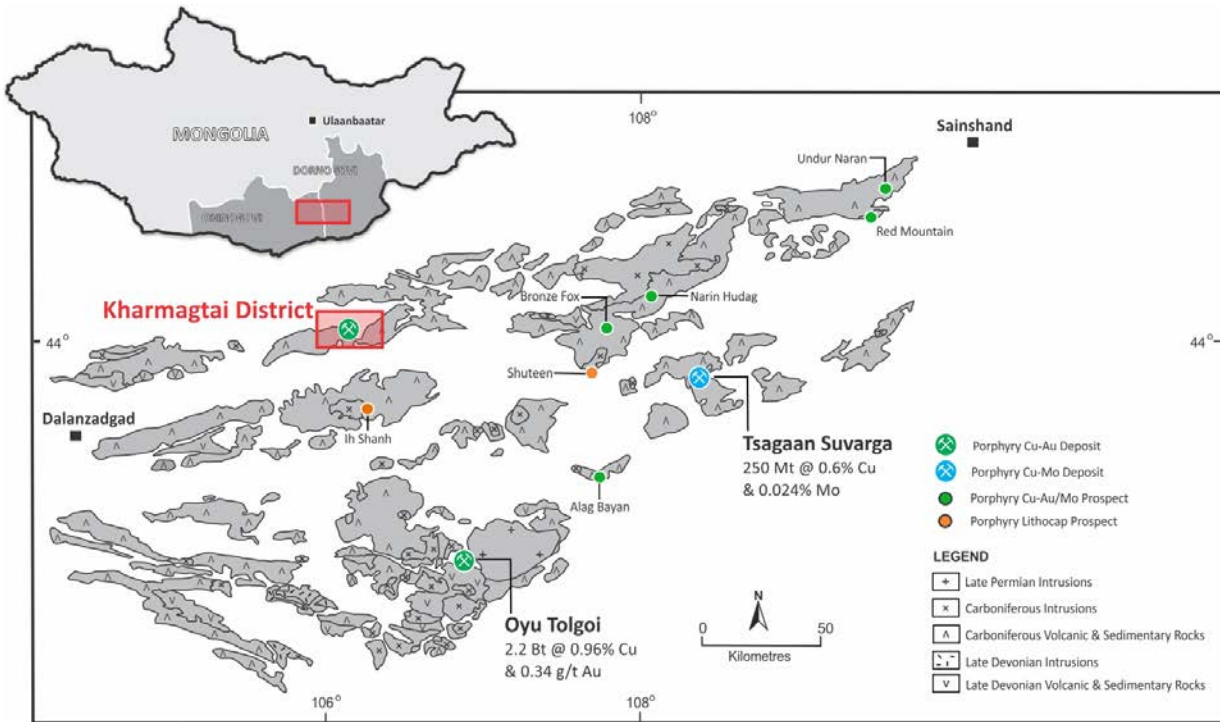 MONGOLIA
Ulaanbaatar
DORNOGOVI
108°
Sainshand
Undur Naran
Red Mountain
Kharmagtai District
Bronze Fox
Narin Hudag
44°
44°
Shuteen
Dalanzadgad
Ih Shanh
Tsagaan Suvarga
250 Mt @ 0.6% Cu
& 0.024% Mo
Alag Bayan
Oyu Tolgoi
2.2 Bt @ 0.96% Cu
& 0.34 g/t Au
N
0 50
Kilometres
106°
108°
Porphyry Cu-Au Deposit
Porphyry Cu-Mo Deposit
Porphyry Cu-Au/Mo Prospect
Porphyry Lithocap Prospect
LEGEND
Late Permian Intrusions
Carboniferous Intrusions
Carboniferous Volcanic & Sedimentary Rocks
Late Devonian Intrusions
Late Devonian Volcanic & Sedimentary Rocks